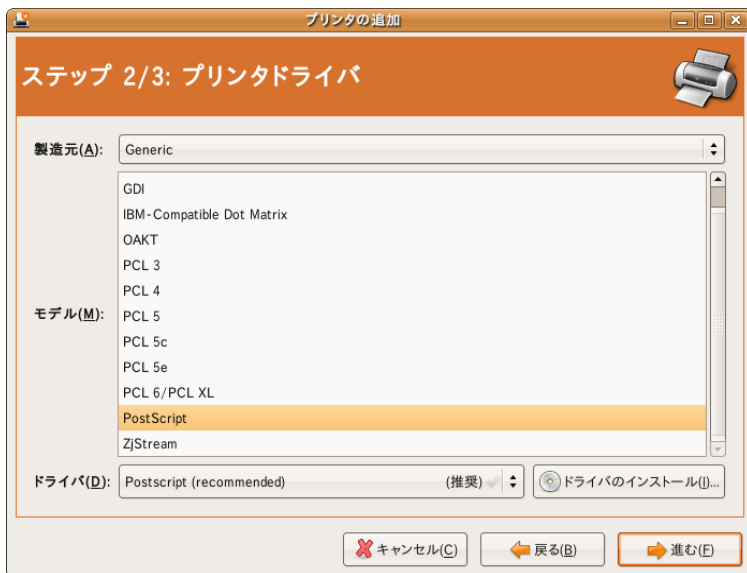 プリンタの追加
ステップ 2/3: プリンタドライバ
製造元(A):
Generic
GDI
IBM-Compatible Dot Matrix
OAKT
PCL 3
PCL 4
モデル(M):
PCL 5
PCL 5c
PCL 5e
PCL 6/PCL XL
PostScript
ZjStream
ドライバ(D):
Postscript (recommended) (推奨)
ドライバのインストール(I)...
キャンセル(C)
戻る(B)
進む(F)